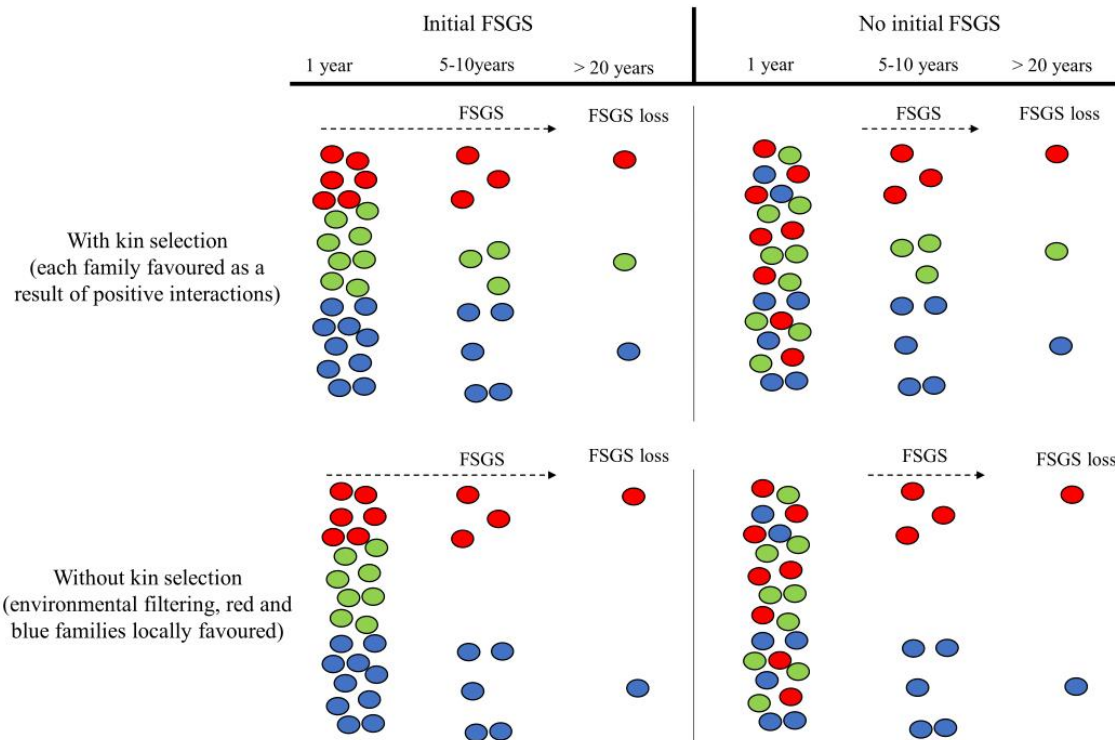 Initial FSGS
No initial FSGS
1 year
5-10years
> 20 years
1 year
5-10years
> 20 years
FSGS
FSGS loss
FSGS
FSGS loss
With kin selection
(each family favoured as a
result of positive interactions)
FSGS
FSGS loss
FSGS
FSGS loss
Without kin selection
(environmental filtering, red and
blue families locally favoured)